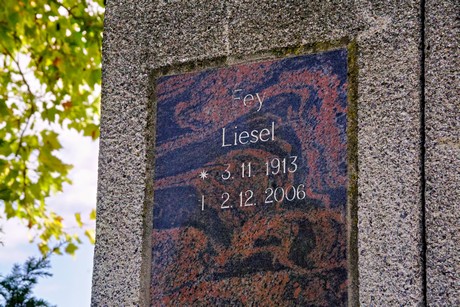 Fey
Liesel
* 3. 11. 1913
† 2. 12. 2006